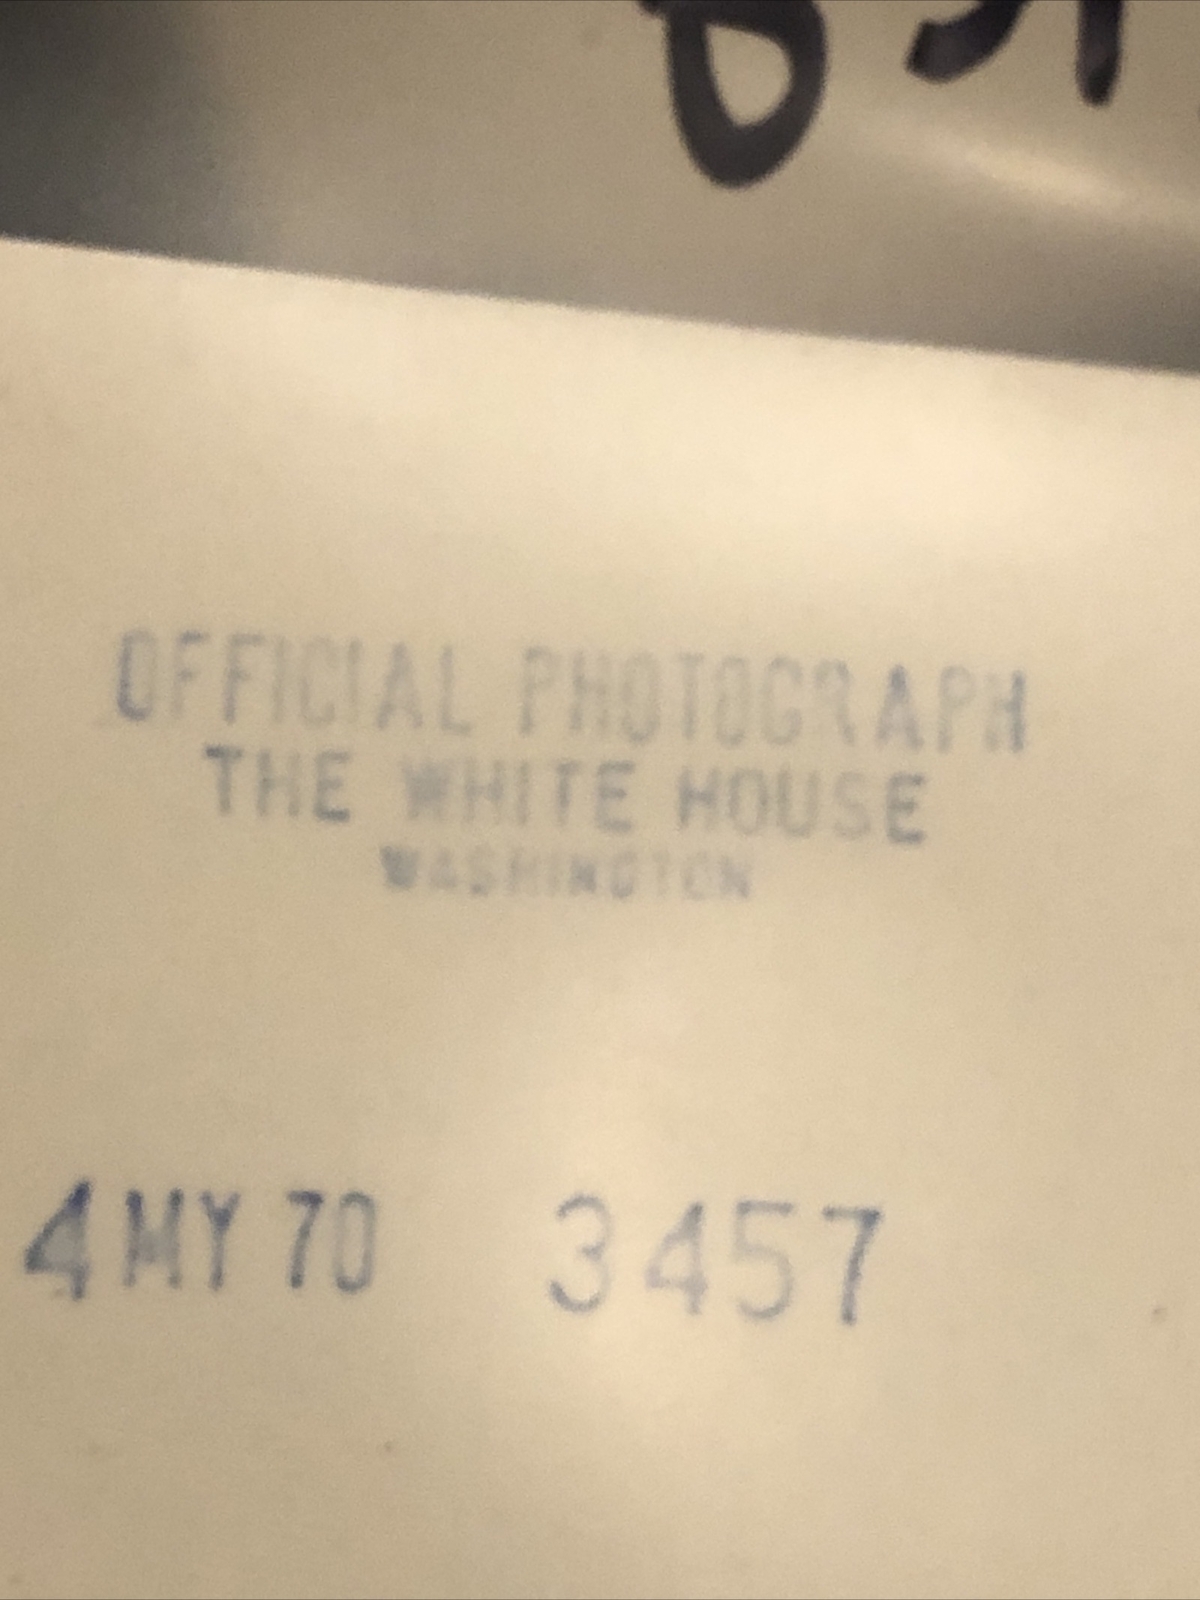 OFFICIAL PHOTOGRAPH
THE WHITE HOUSE
WASHINGTON
4 MY 70 3457